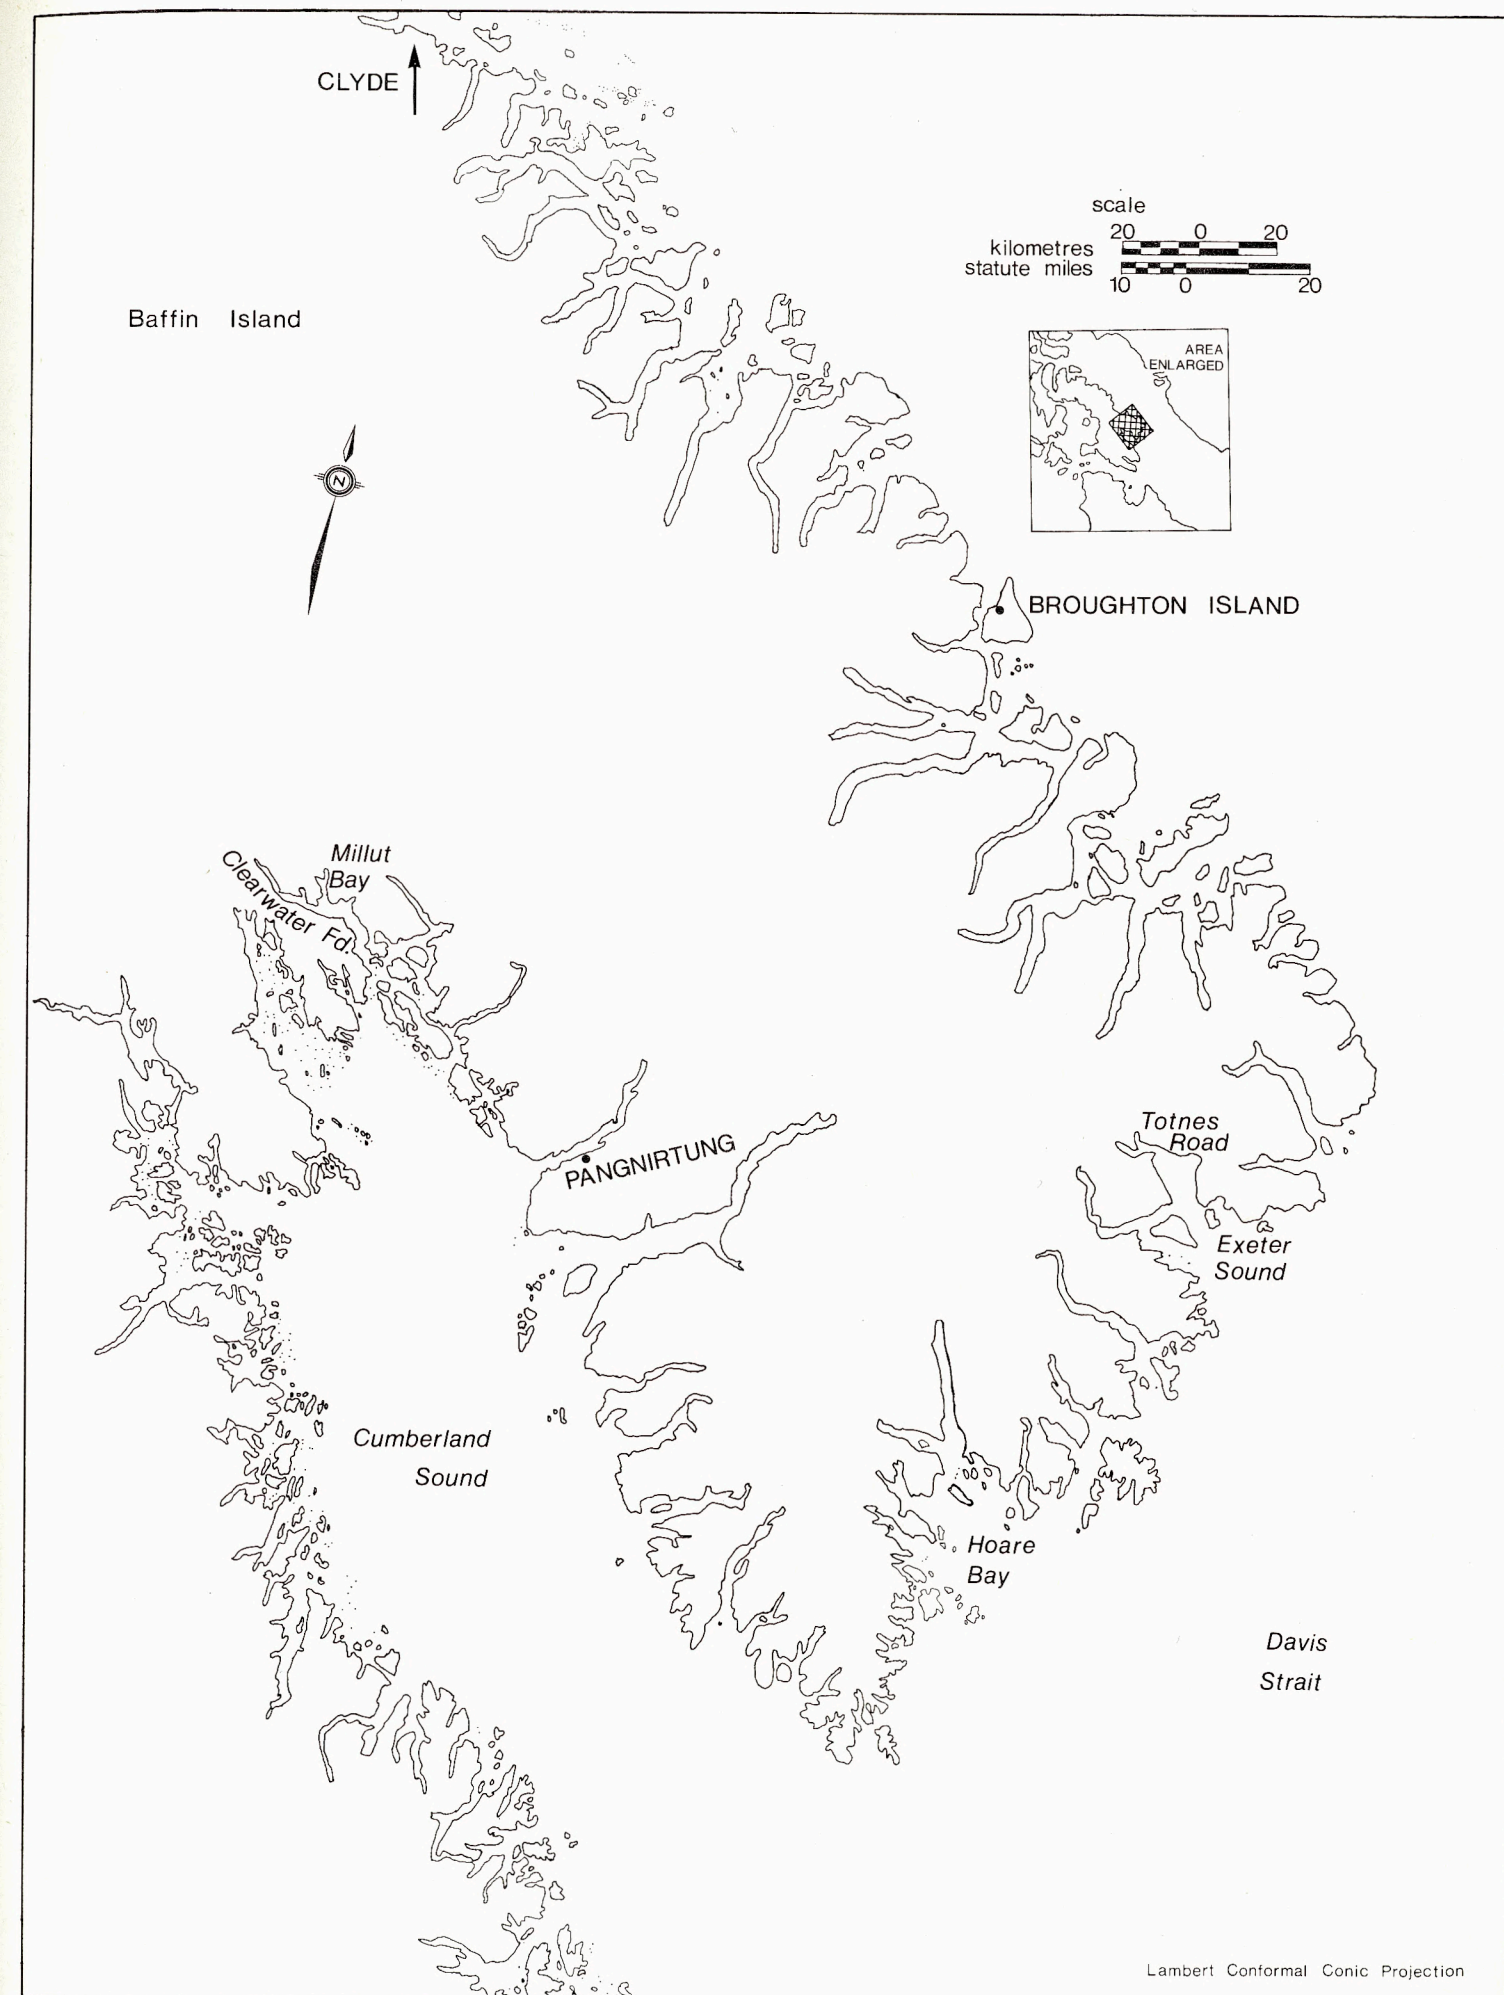 CLYDE
scale
20 0 20
kilometres
statute miles
10 0 20
Baffin Island
AREA
ENLARGED
N
BROUGHTON ISLAND
Millut
Bay
Clearwater Fd.
Totnes
Road
PANGNIRTUNG
Exeter
Sound
Cumberland
Sound
Hoare
Bay
Davis
Strait
Lambert Conformal Conic Projection